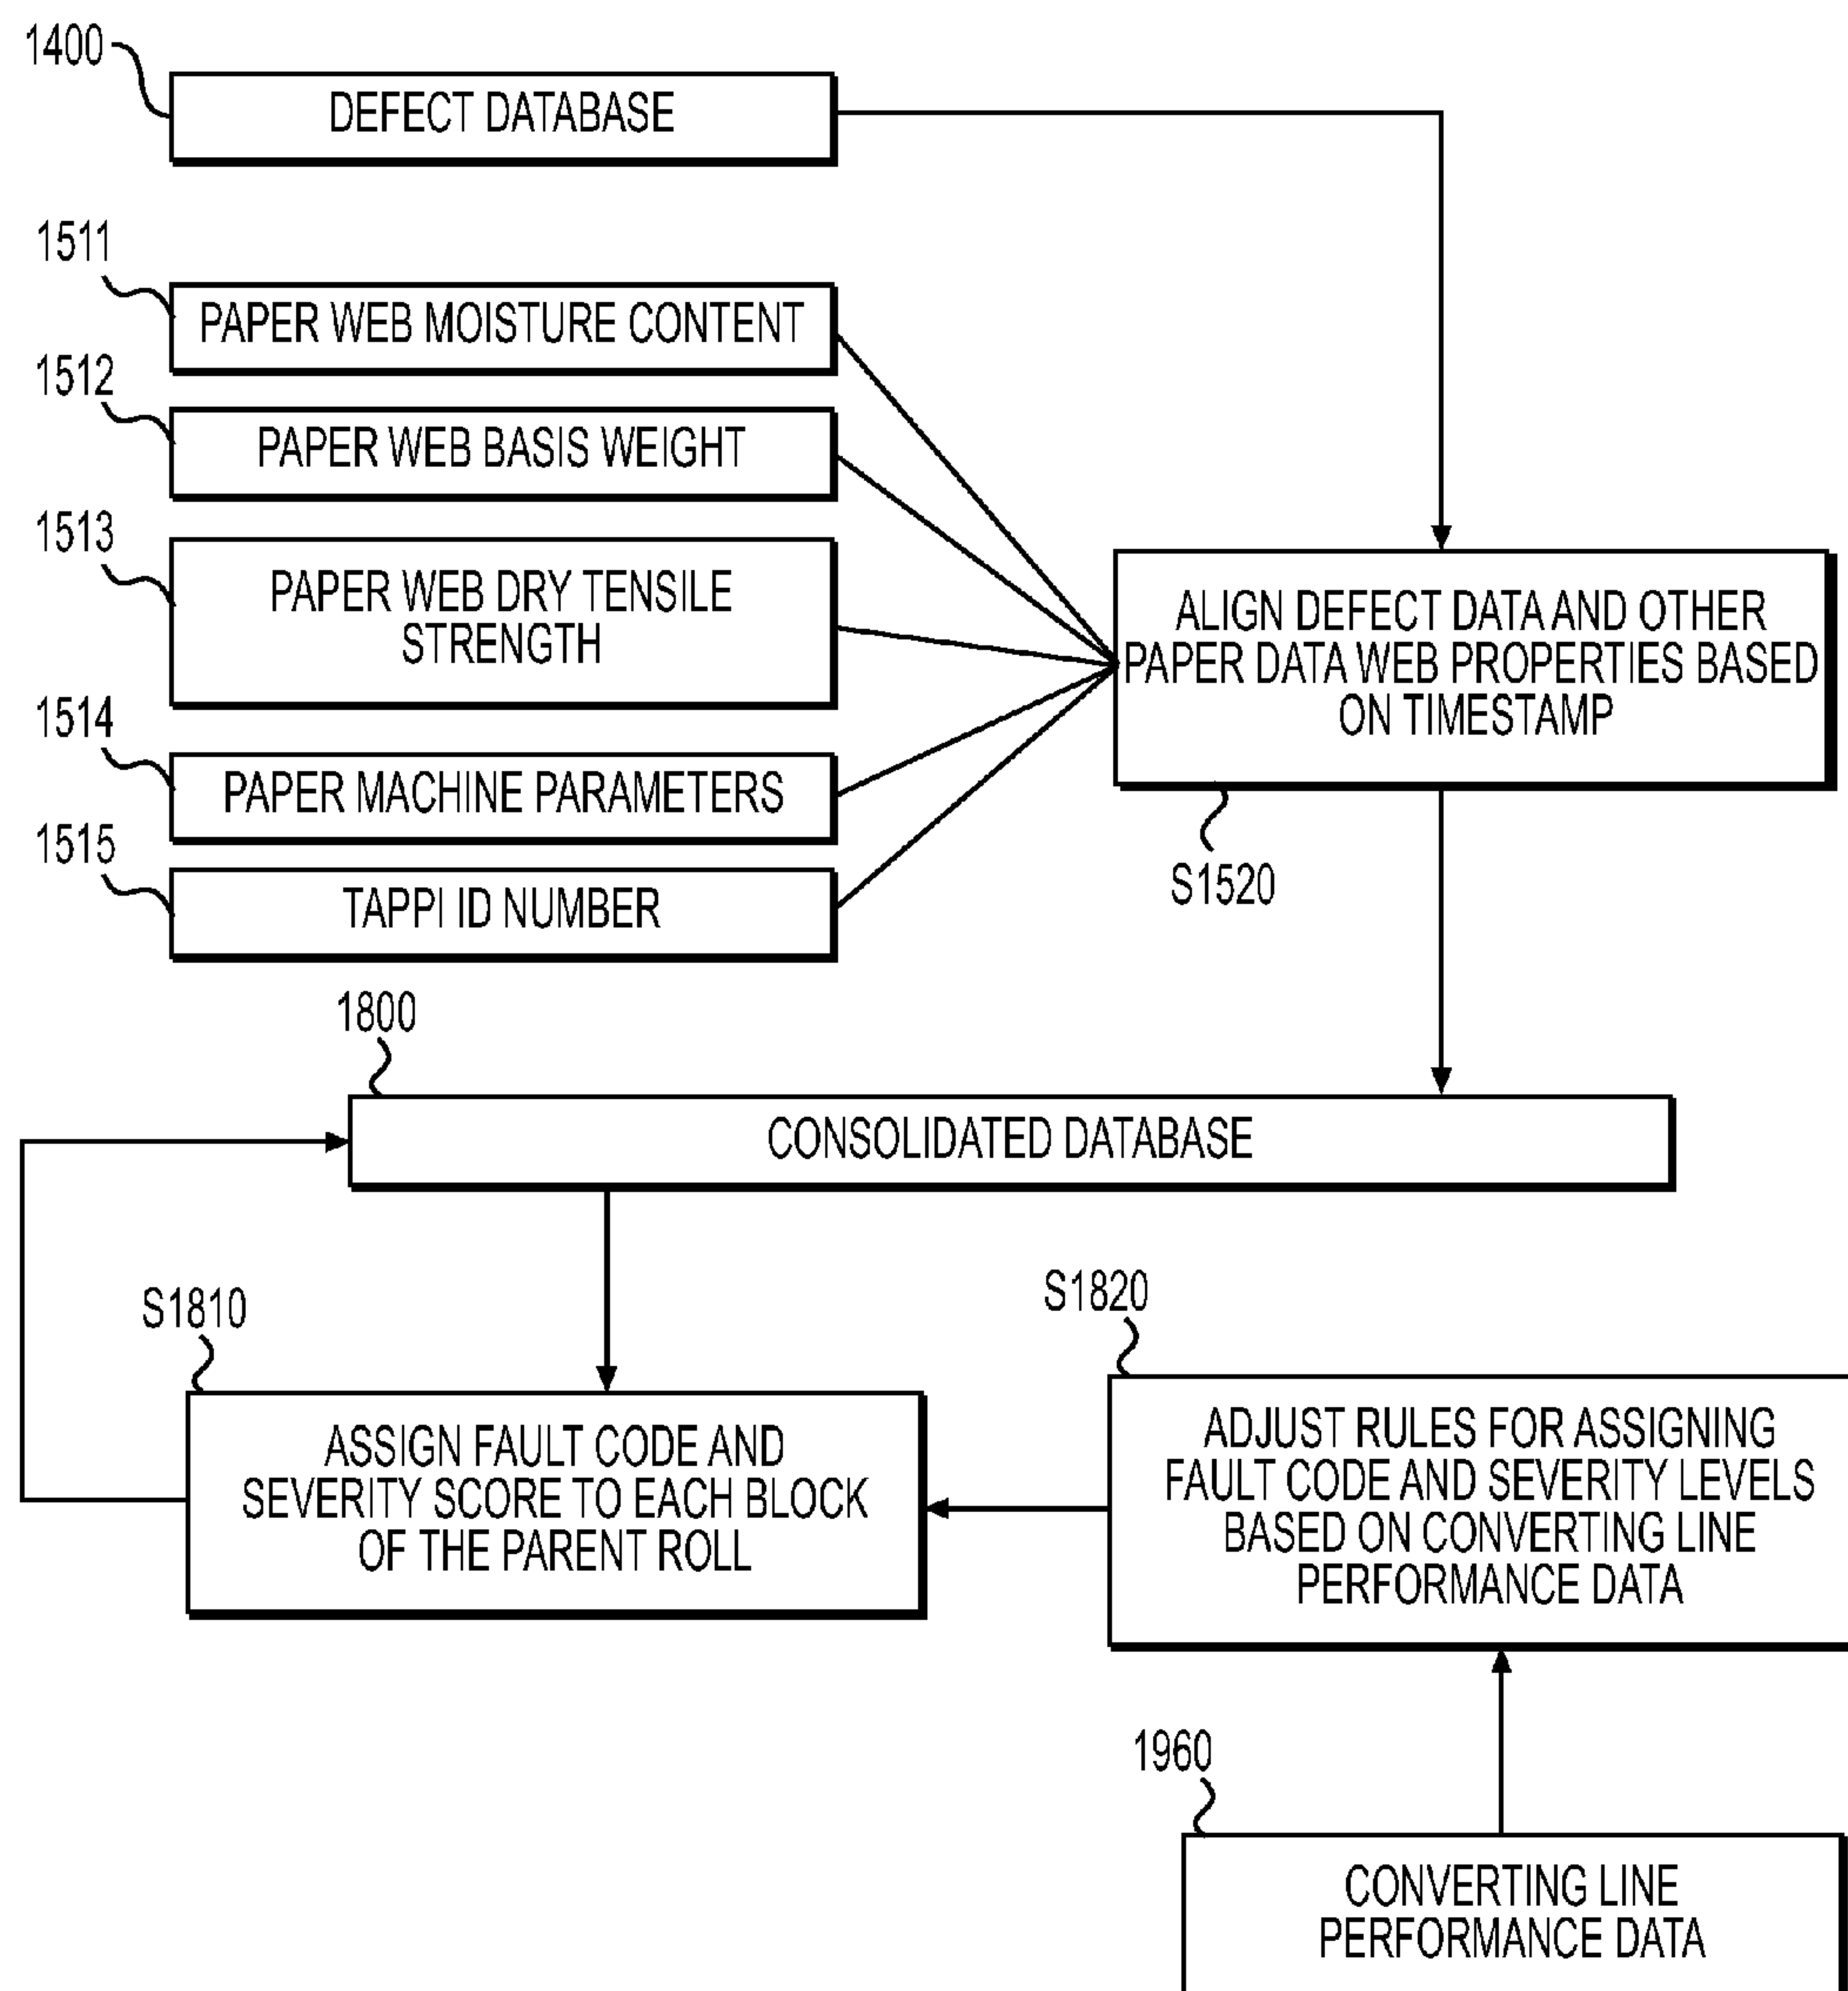 1400
DEFECT DATABASE
1511
PAPER WEB MOISTURE CONTENT
1512
PAPER WEB BASIS WEIGHT
1513
PAPER WEB DRY TENSILE
STRENGTH
1514
PAPER MACHINE PARAMETERS
1515
TAPPI ID NUMBER
ALIGN DEFECT DATA AND OTHER
PAPER DATA WEB PROPERTIES BASED
ON TIMESTAMP
S1520
1800
CONSOLIDATED DATABASE
S1810
ASSIGN FAULT CODE AND
SEVERITY SCORE TO EACH BLOCK
OF THE PARENT ROLL
S1820
ADJUST RULES FOR ASSIGNING
FAULT CODE AND SEVERITY LEVELS
BASED ON CONVERTING LINE
PERFORMANCE DATA
1960
CONVERTING LINE
PERFORMANCE DATA